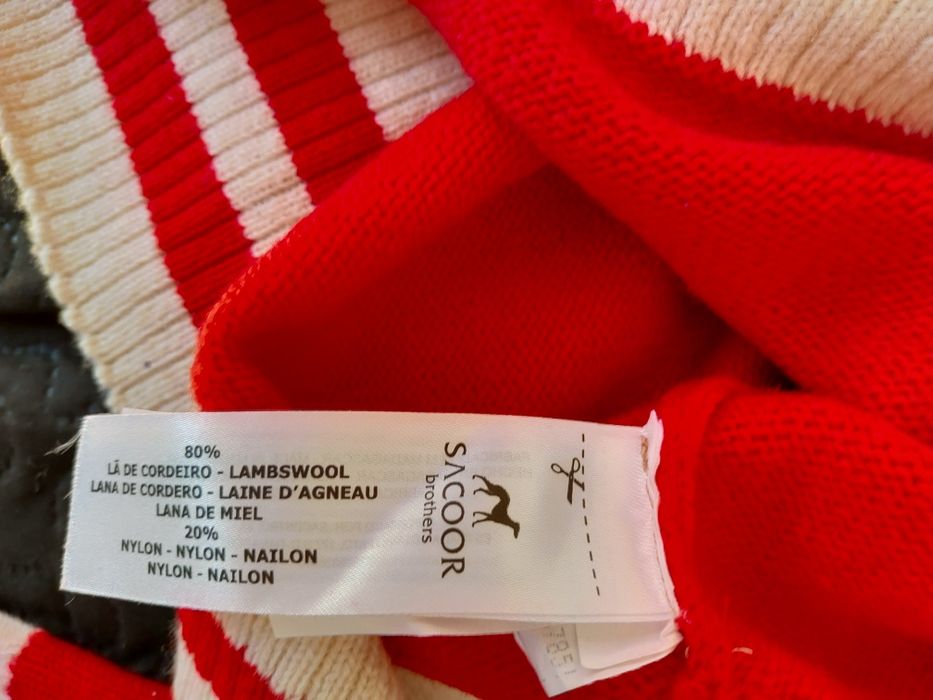 80%
LÃ DE CORDEIRO - LAMBSWOOL
LANA DE CORDERO - LAINE D'AGNEAU
LANA DE MIEL
20%
NYLON - NYLON - NAILON
NYLON - NAILON
SACOOR
brothers